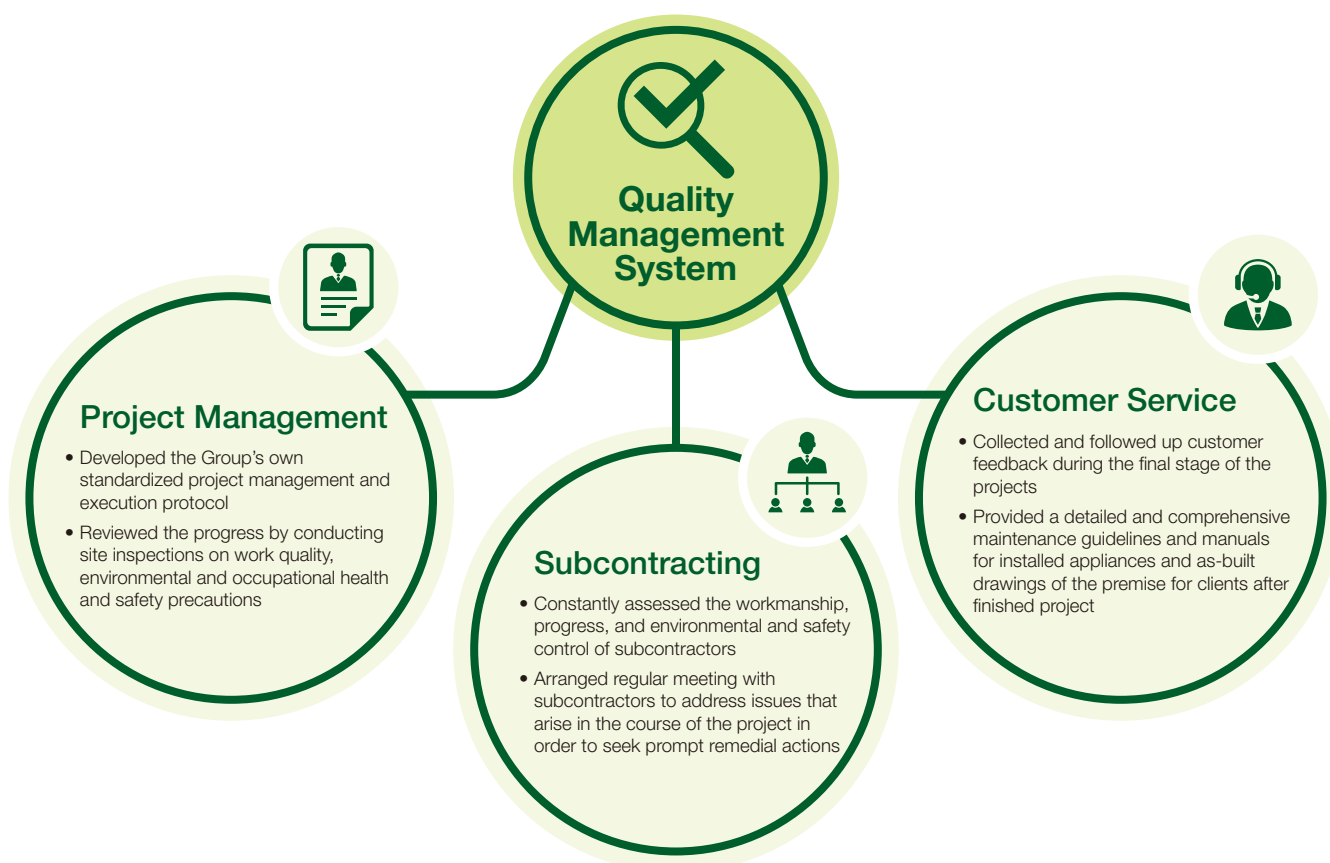 Quality
Management
System
Project Management
• Developed the Group’s own
standardized project management and
execution protocol
• Reviewed the progress by conducting
site inspections on work quality,
environmental and occupational health
and safety precautions
Subcontracting
• Constantly assessed the workmanship,
progress, and environmental and safety
control of subcontractors
• Arranged regular meeting with
subcontractors to address issues that
arise in the course of the project in
order to seek prompt remedial actions
Customer Service
• Collected and followed up customer
feedback during the final stage of the
projects
• Provided a detailed and comprehensive
maintenance guidelines and manuals
for installed appliances and as-built
drawings of the premise for clients after
finished project